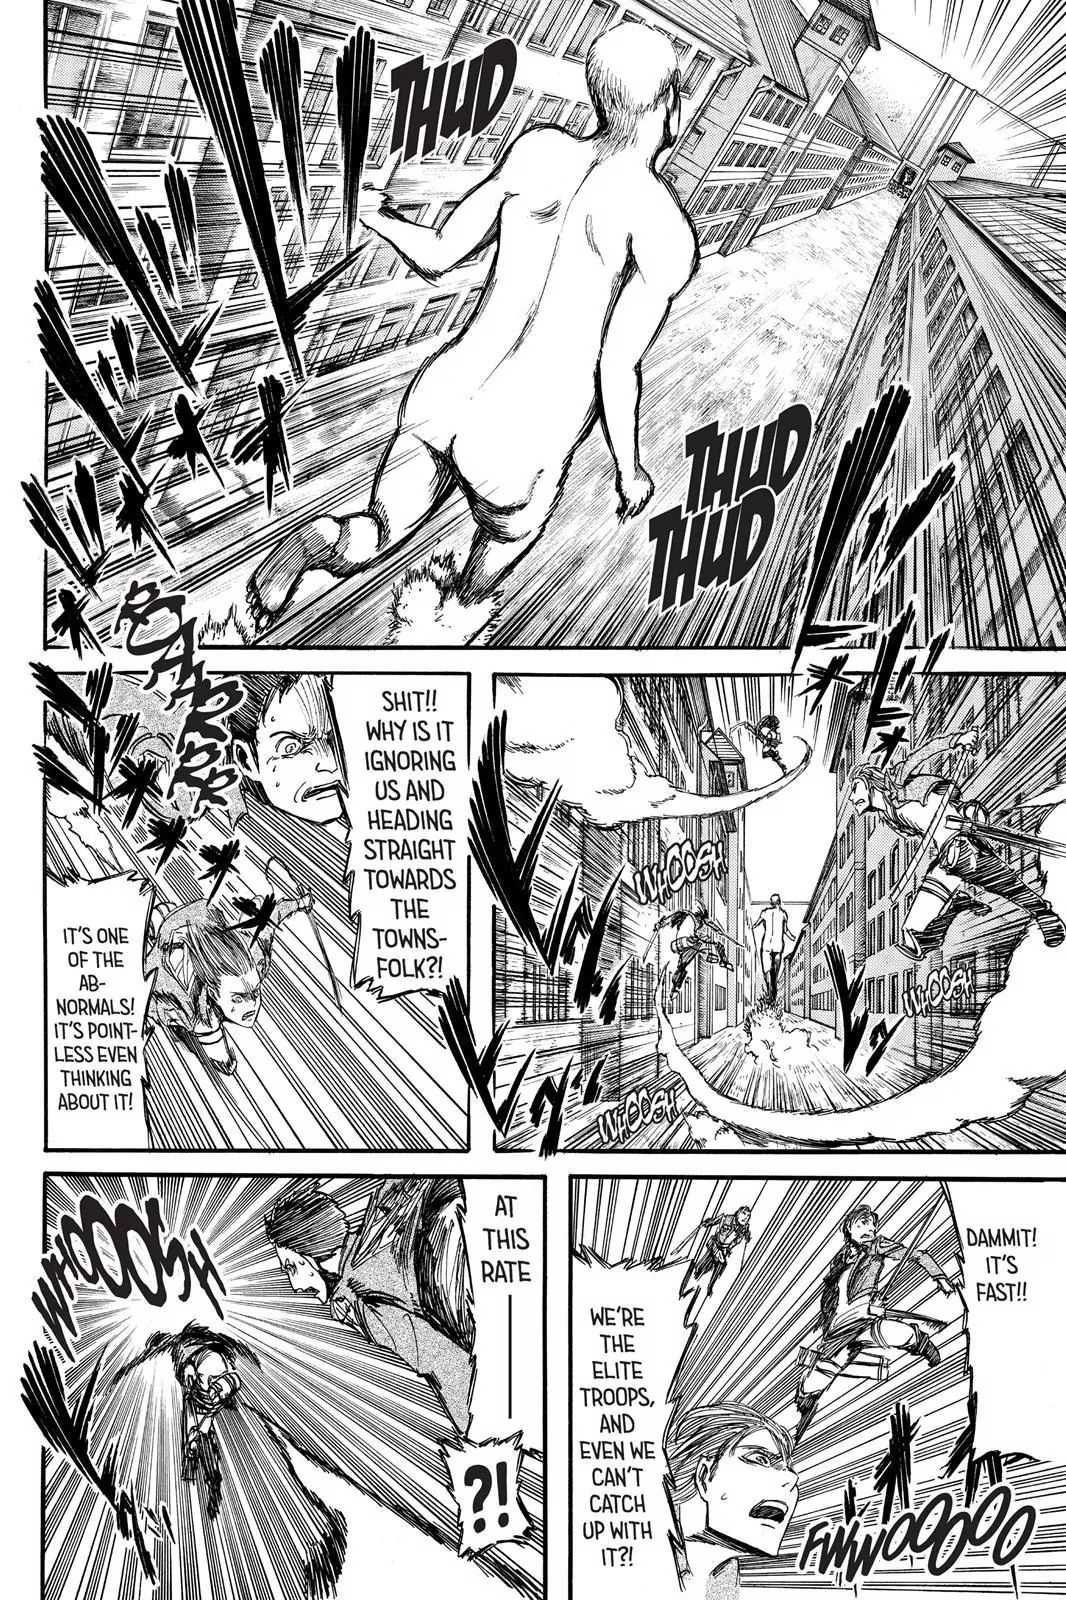 THUD
THUD
THUD
WHOOSH
WHOOSH
WHOOSH
SHIT!!
WHY IS IT
IGNORING
US AND
HEADING
STRAIGHT
TOWARDS
THE
TOWNS-
FOLK?!
IT'S ONE
OF THE
AB-
NORMALS!
IT'S POINT-
LESS EVEN
THINKING
ABOUT IT!
DAMMIT!
IT'S
FAST!!
WE'RE
THE
ELITE
TROOPS,
AND
EVEN WE
CAN'T
CATCH
UP WITH
IT?!
FWWOOOOO
AT
THIS
RATE
?!
WHOOOSH